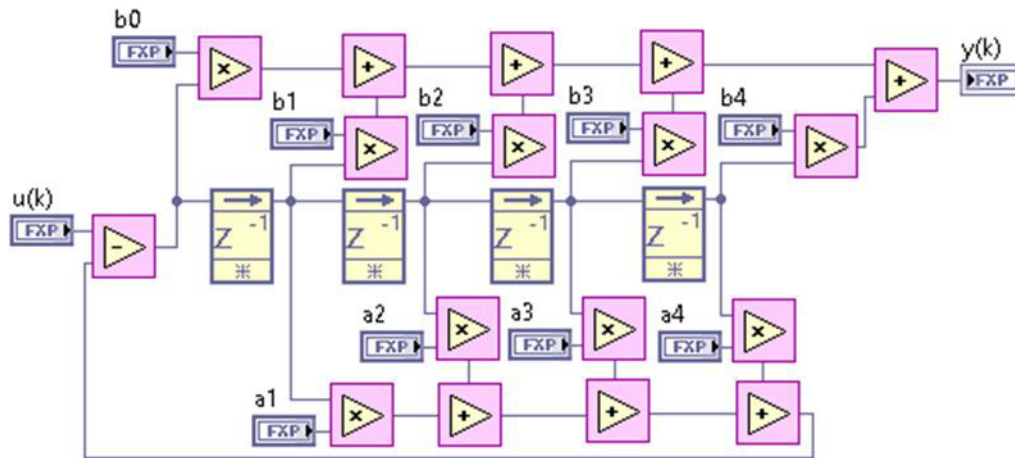 b0
FXP
y(k)
FXP
b1
FXP
b2
FXP
b3
FXP
b4
FXP
u(k)
FXP
Z -1
Z -1
Z -1
Z -1
a2
FXP
a3
FXP
a4
FXP
a1
FXP